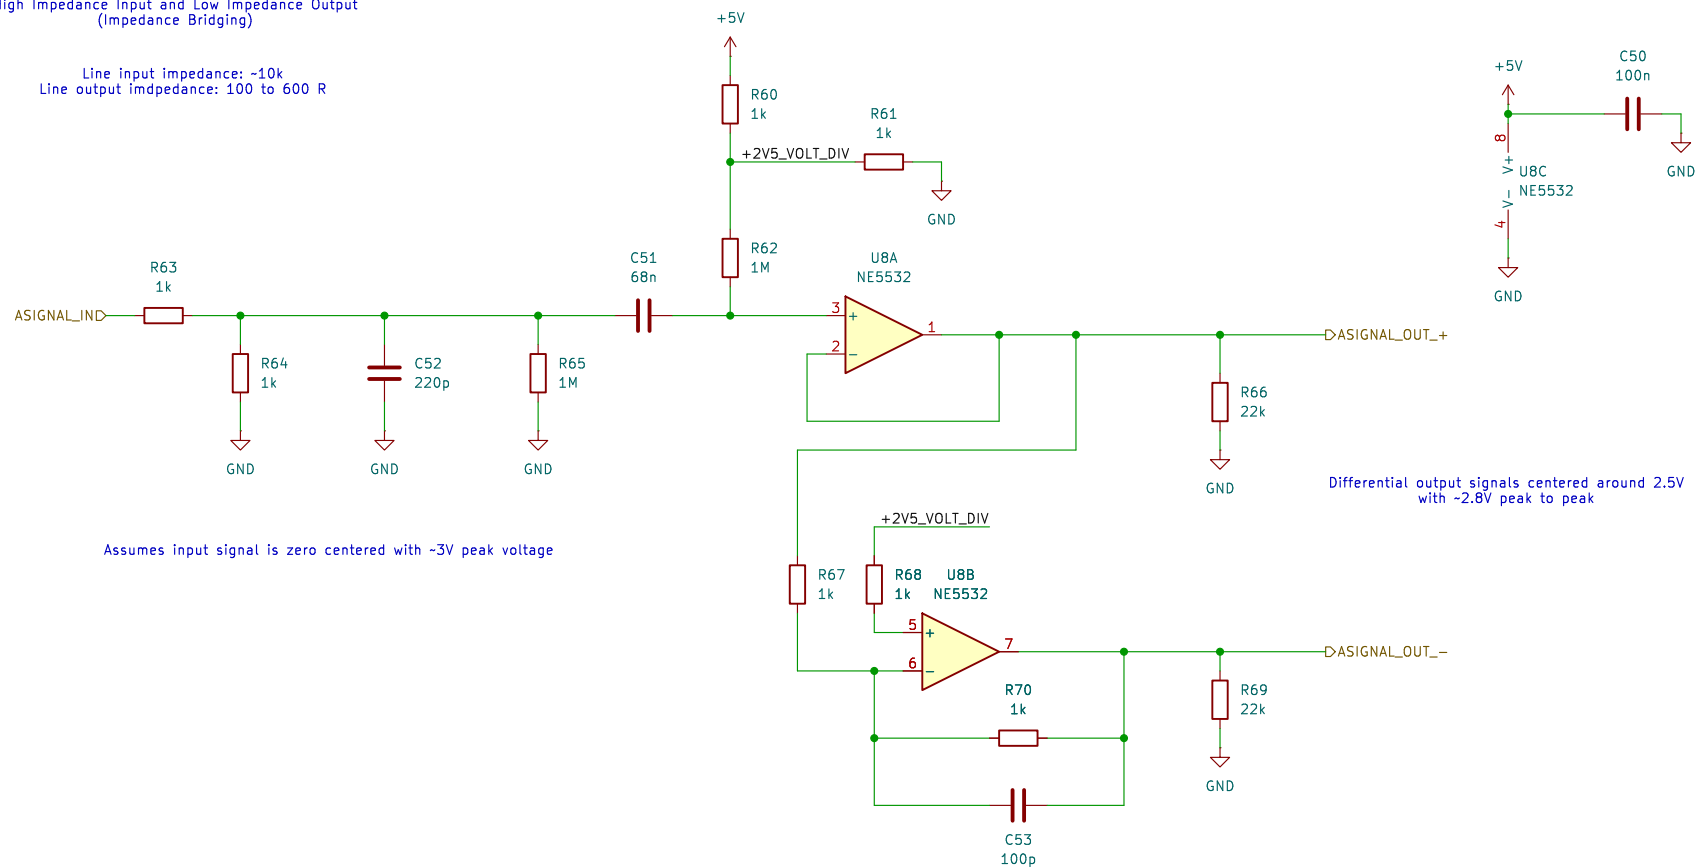 High Impedance Input and Low Impedance Output
(Impedance Bridging)
Line input impedance: ~10k
Line output imdpedance: 100 to 600 R
+5V
R60
1k
+2V5_VOLT_DIV
R61
1k
GND
R62
1M
+5V
C50
100n
GND
8
V+
U8C
NE5532
V-
4
GND
ASIGNAL_IN
R63
1k
R64
1k
GND
C52
220p
GND
R65
1M
GND
C51
68n
U8A
NE5532
3
+
2
-
1
ASIGNAL_OUT_+
R66
22k
GND
Differential output signals centered around 2.5V
with ~2.8V peak to peak
Assumes input signal is zero centered with ~3V peak voltage
+2V5_VOLT_DIV
R67
1k
R68
1k
U8B
NE5532
5
+
6
-
7
ASIGNAL_OUT_-
R70
1k
R69
22k
GND
C53
100p